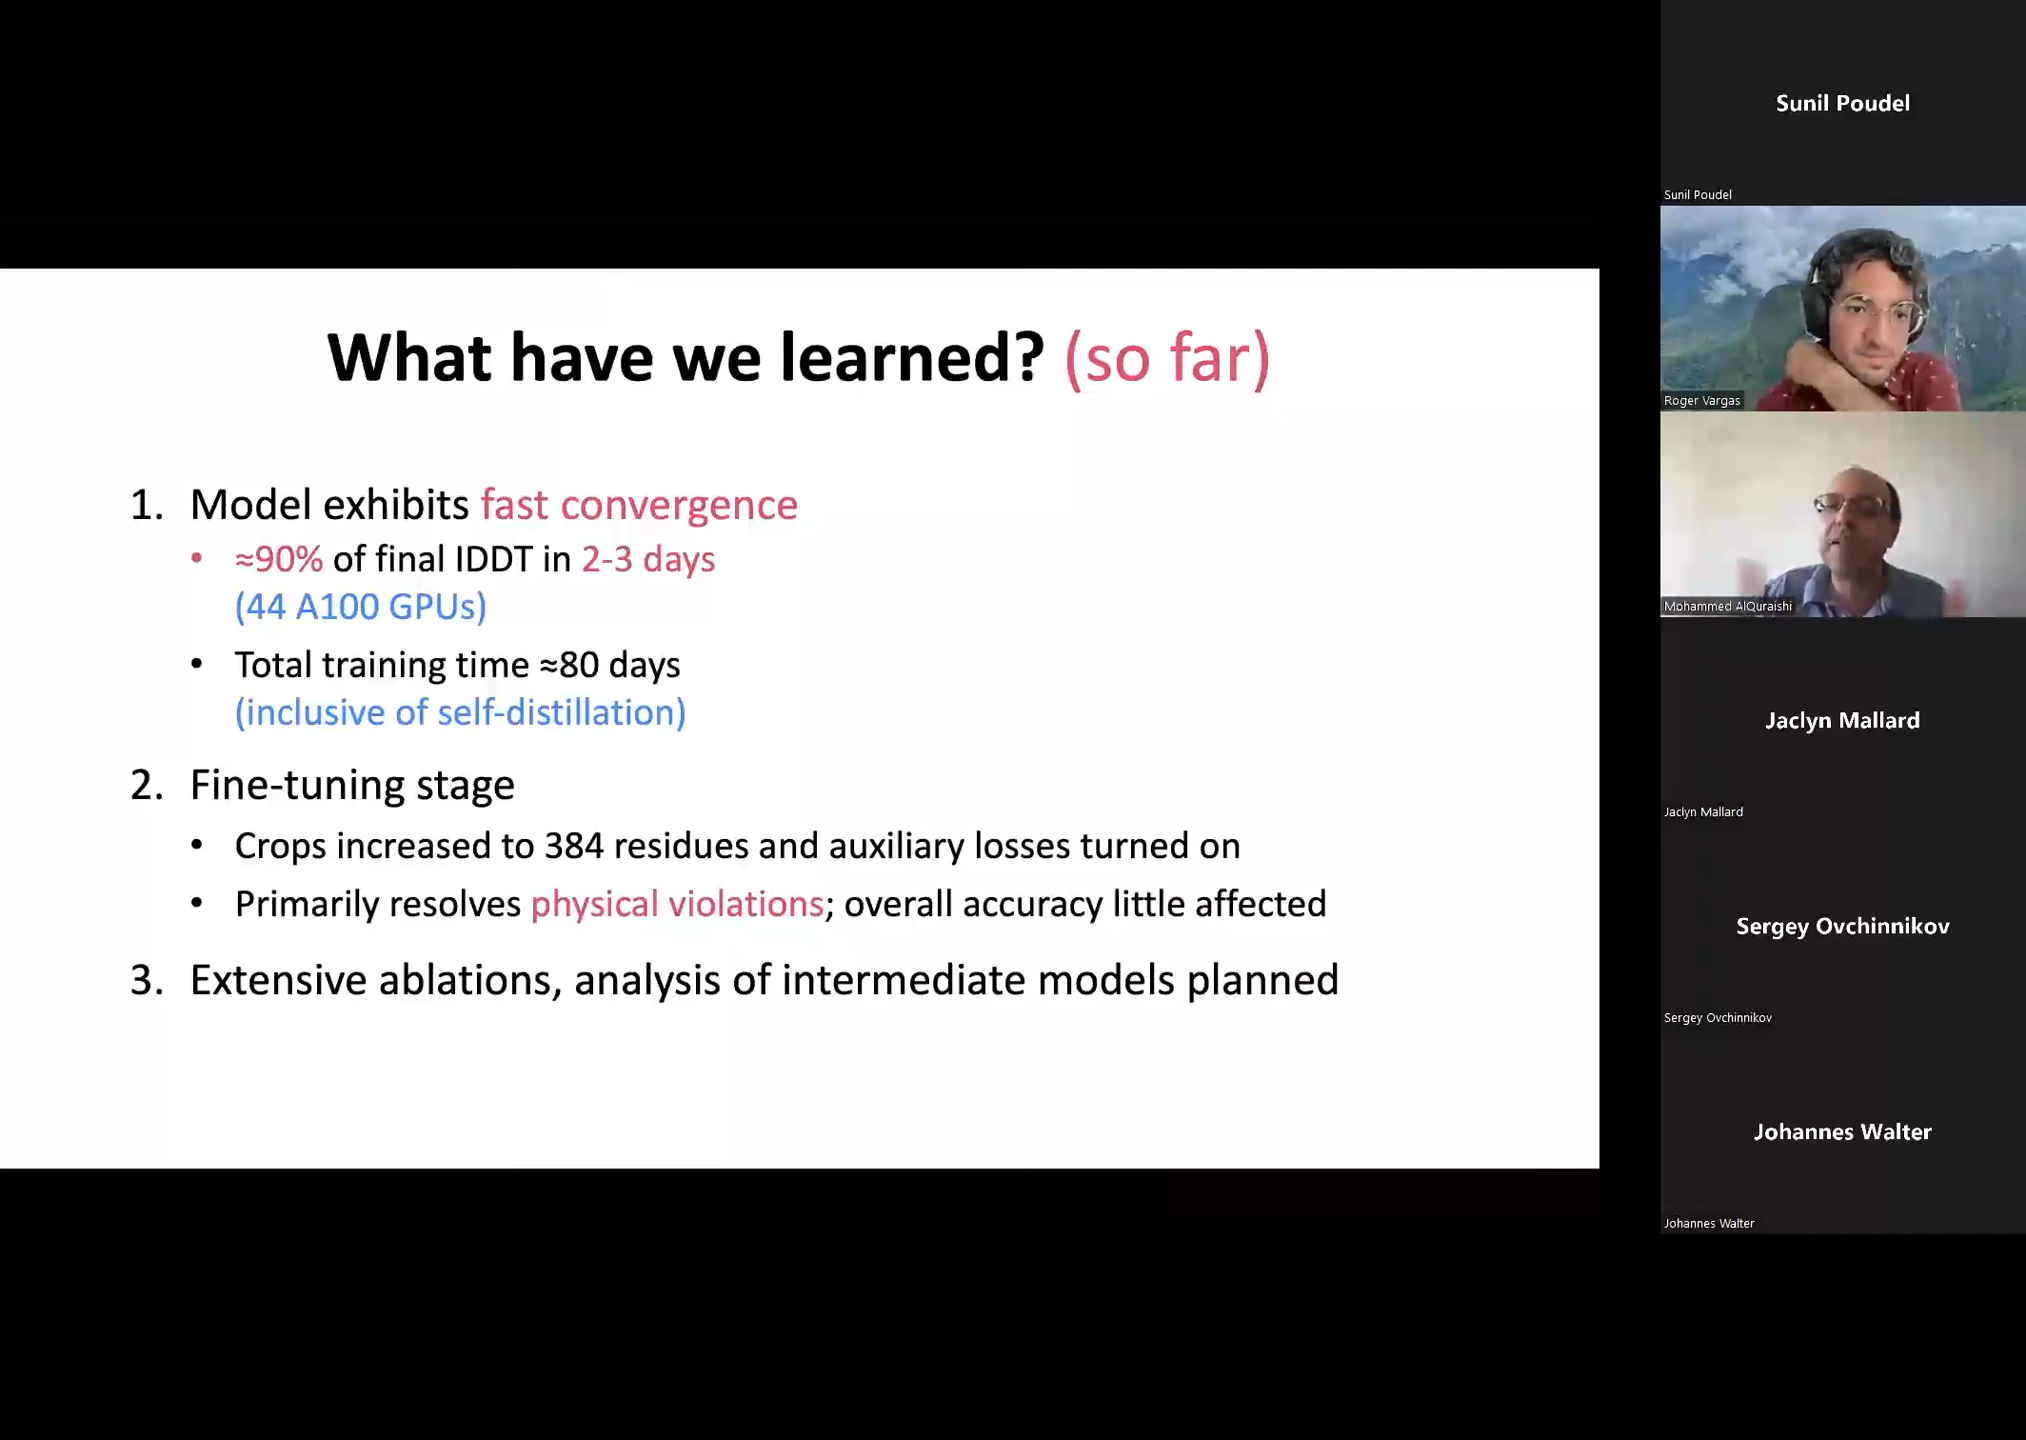 What have we learned? (so far)
1. Model exhibits fast convergence
• ≈90% of final lDDT in 2-3 days
(44 A100 GPUs)
• Total training time ≈80 days
(inclusive of self-distillation)
2. Fine-tuning stage
• Crops increased to 384 residues and auxiliary losses turned on
• Primarily resolves physical violations; overall accuracy little affected
3. Extensive ablations, analysis of intermediate models planned
Sunil Poudel
Sunil Poudel
Roger Vargas
Mohammed AlQuraishi
Jaclyn Mallard
Jaclyn Mallard
Sergey Ovchinnikov
Sergey Ovchinnikov
Johannes Walter
Johannes Walter